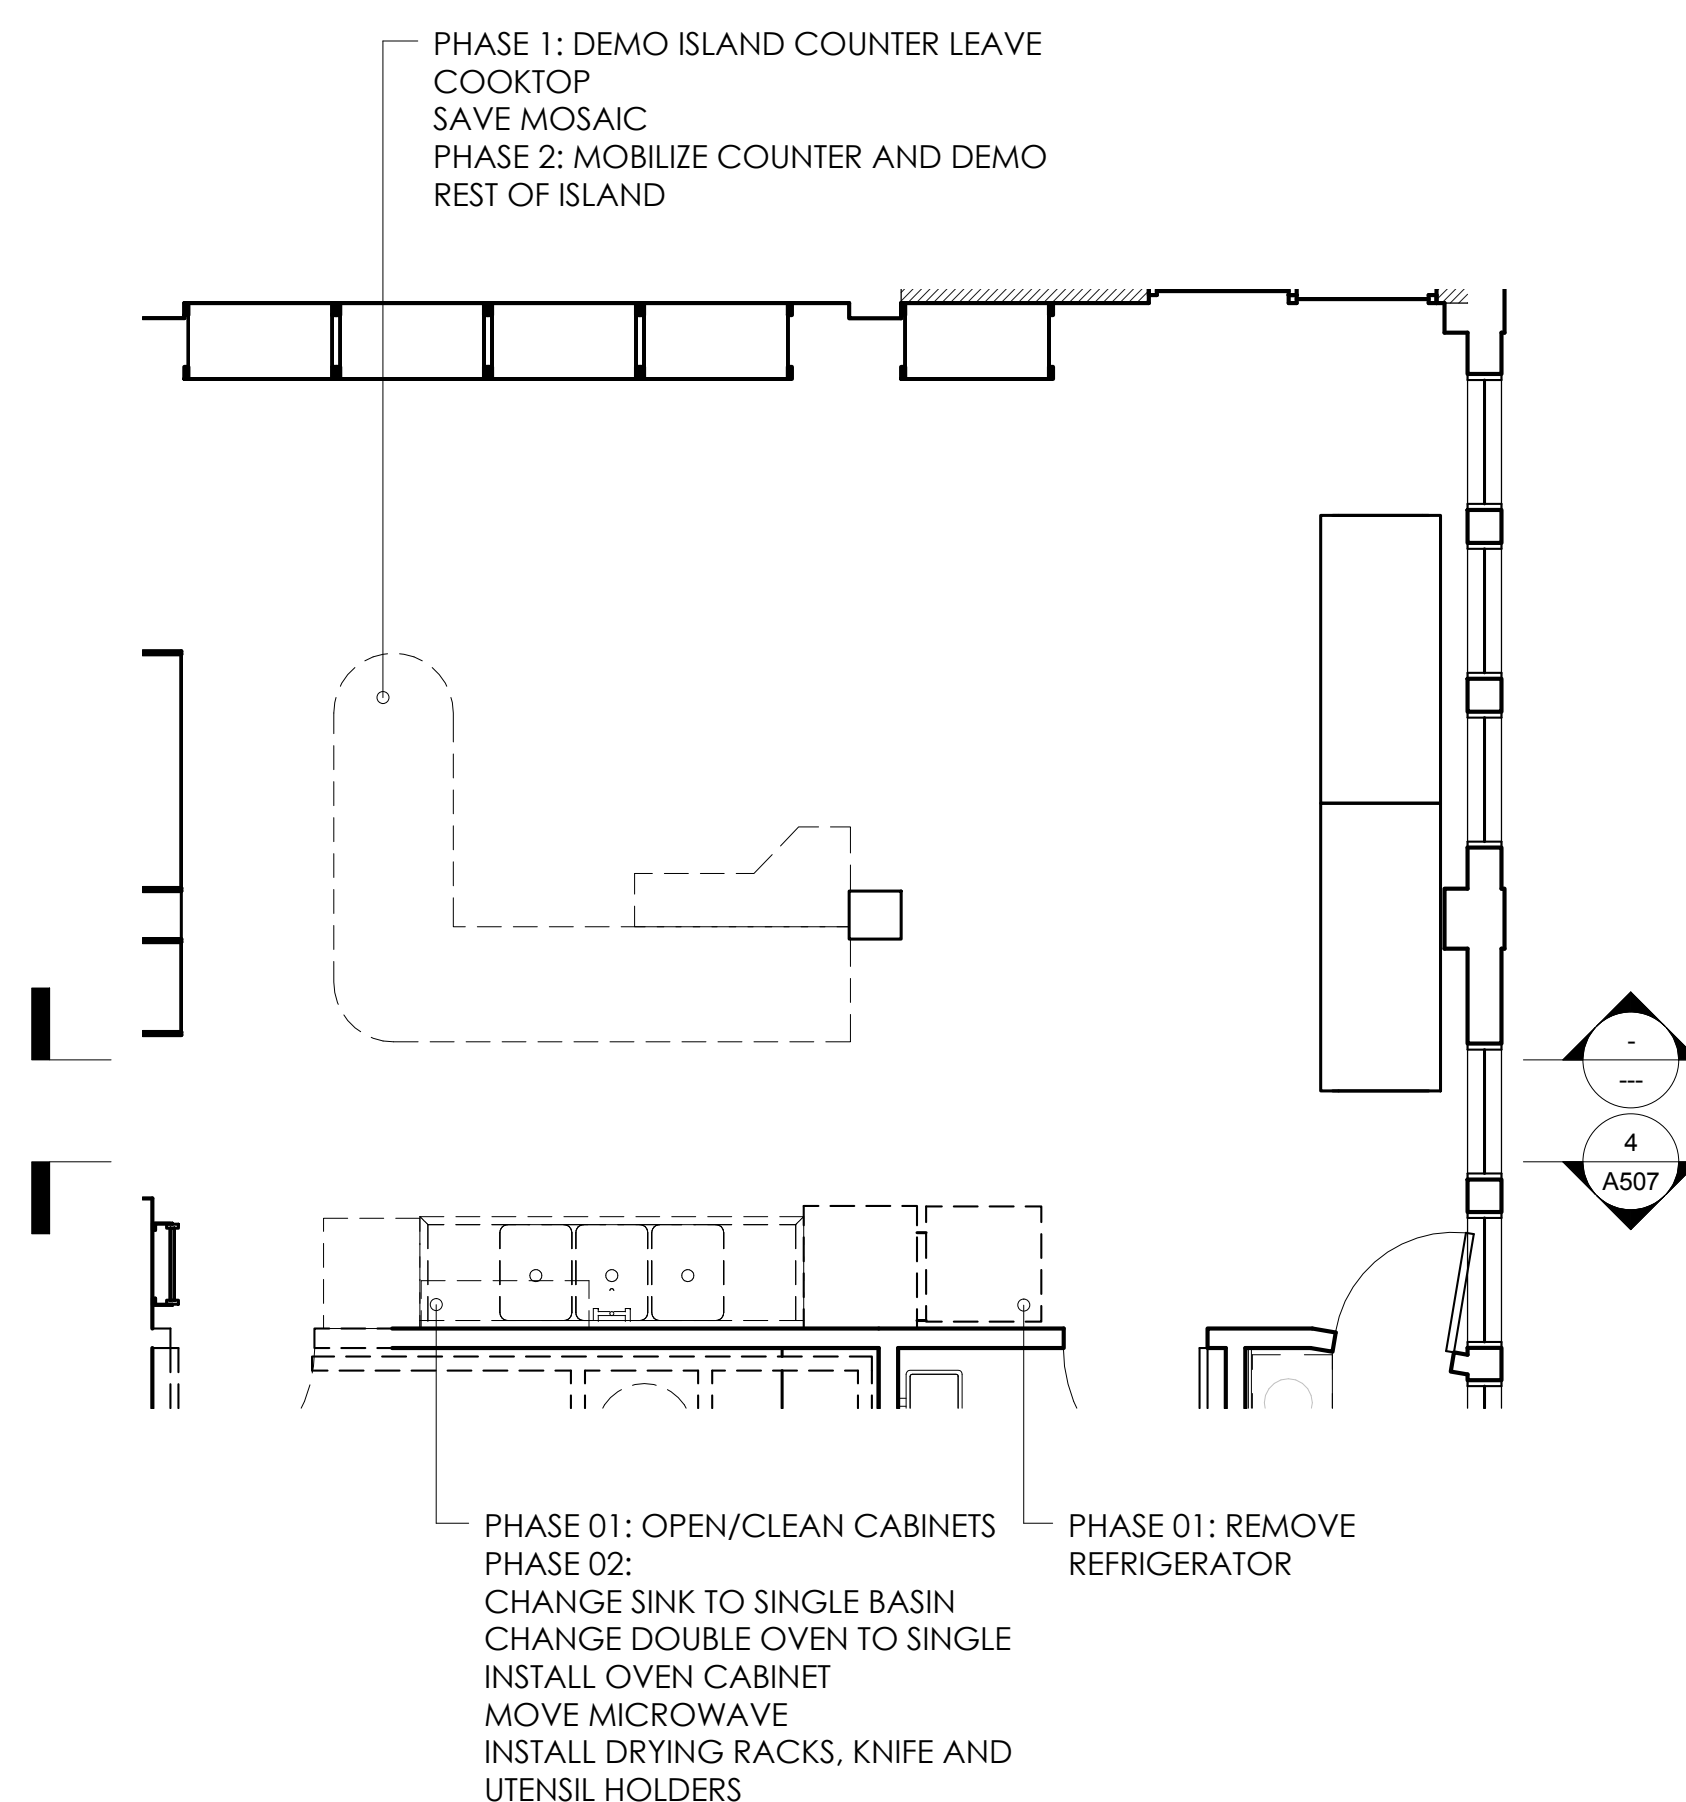 PHASE 1: DEMO ISLAND COUNTER LEAVE
COOKTOP
SAVE MOSAIC
PHASE 2: MOBILIZE COUNTER AND DEMO
REST OF ISLAND
-
---
4
A507
PHASE 01: OPEN/CLEAN CABINETS
PHASE 02:
CHANGE SINK TO SINGLE BASIN
CHANGE DOUBLE OVEN TO SINGLE
INSTALL OVEN CABINET
MOVE MICROWAVE
INSTALL DRYING RACKS, KNIFE AND
UTENSIL HOLDERS
PHASE 01: REMOVE
REFRIGERATOR